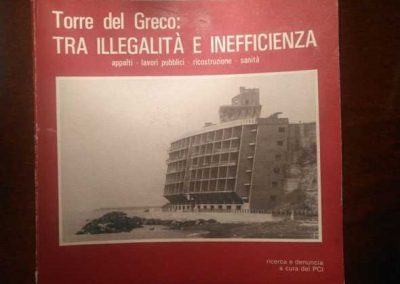 Torre del Greco:
TRA ILLEGALITÀ E INEFFICIENZA
appalti - lavori pubblici - ricostruzione - sanità
ricerca e denuncia
a cura del PCI